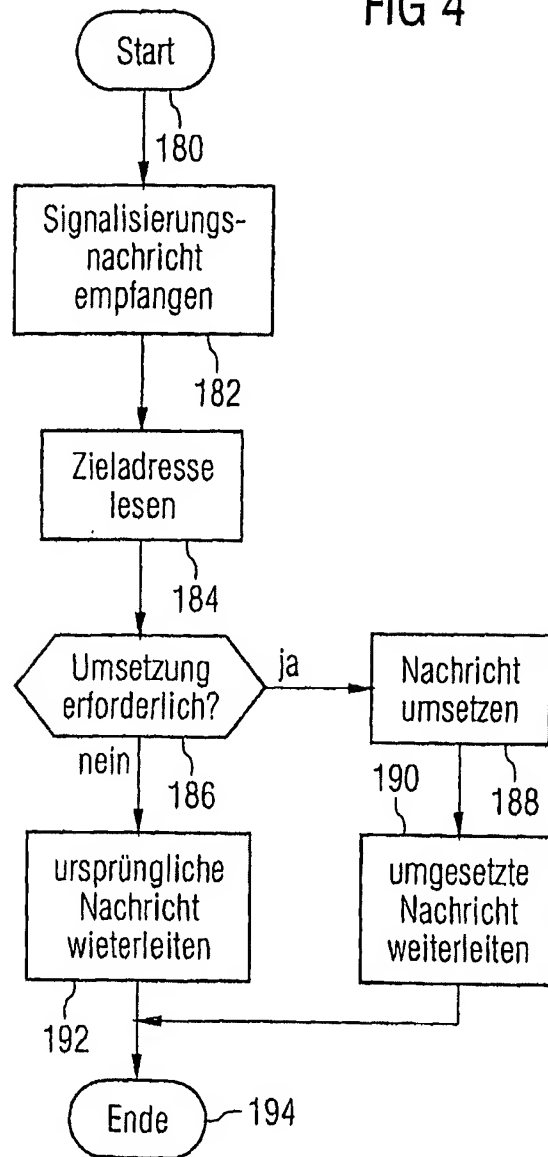 FIG 4
Start
180
Signalisierungs-
nachricht
empfangen
182
Zieladresse
lesen
184
Umsetzung
erforderlich?
ja
nein
186
Nachricht
umsetzen
188
190
ursprüngliche
Nachricht
wieterleiten
192
umgesetzte
Nachricht
weiterleiten
Ende
194